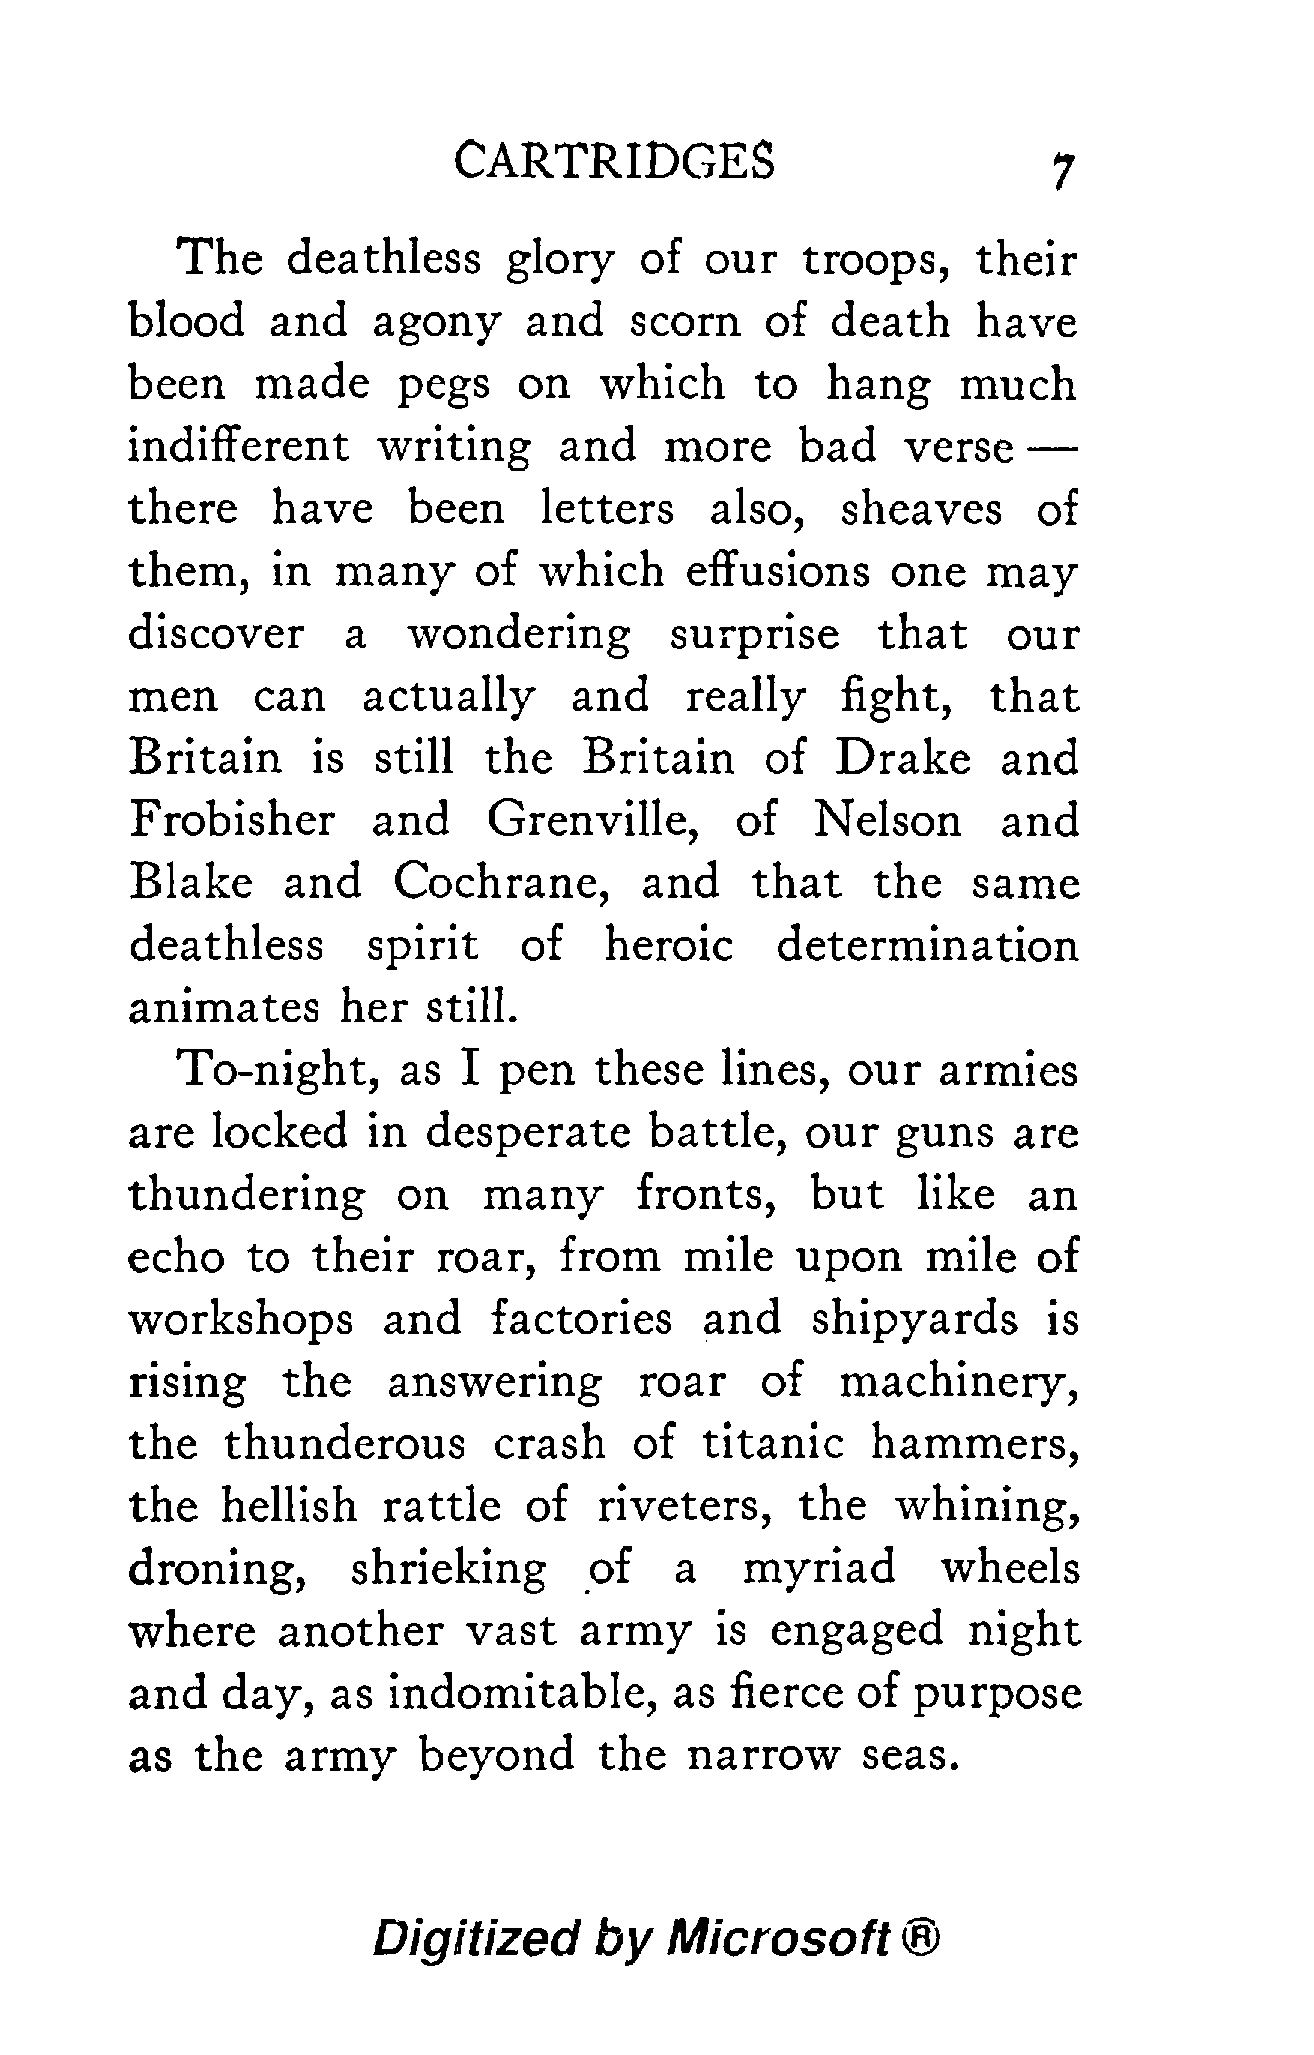 CARTRIDGES 7
The deathless glory of our troops, their
blood and agony and scorn of death have
been made pegs on which to hang much
indifferent writing and more bad verse —
there have been letters also, sheaves of
them, in many of which effusions one may
discover a wondering surprise that our
men can actually and really fight, that
Britain is still the Britain of Drake and
Frobisher and Grenville, of Nelson and
Blake and Cochrane, and that the same
deathless spirit of heroic determination
animates her still.
To-night, as I pen these lines, our armies
are locked in desperate battle, our guns are
thundering on many fronts, but like an
echo to their roar, from mile upon mile of
workshops and factories and shipyards is
rising the answering roar of machinery,
the thunderous crash of titanic hammers,
the hellish rattle of riveters, the whining,
droning, shrieking of a myriad wheels
where another vast army is engaged night
and day, as indomitable, as fierce of purpose
as the army beyond the narrow seas.
Digitized by Microsoft ®